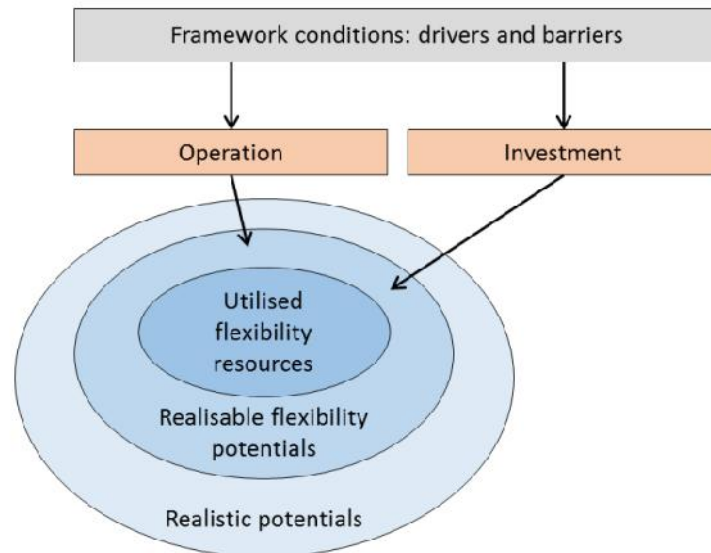 Framework conditions: drivers and barriers
Operation
Investment
Utilised
flexibility
resources
Realisable flexibility
potentials
Realistic potentials